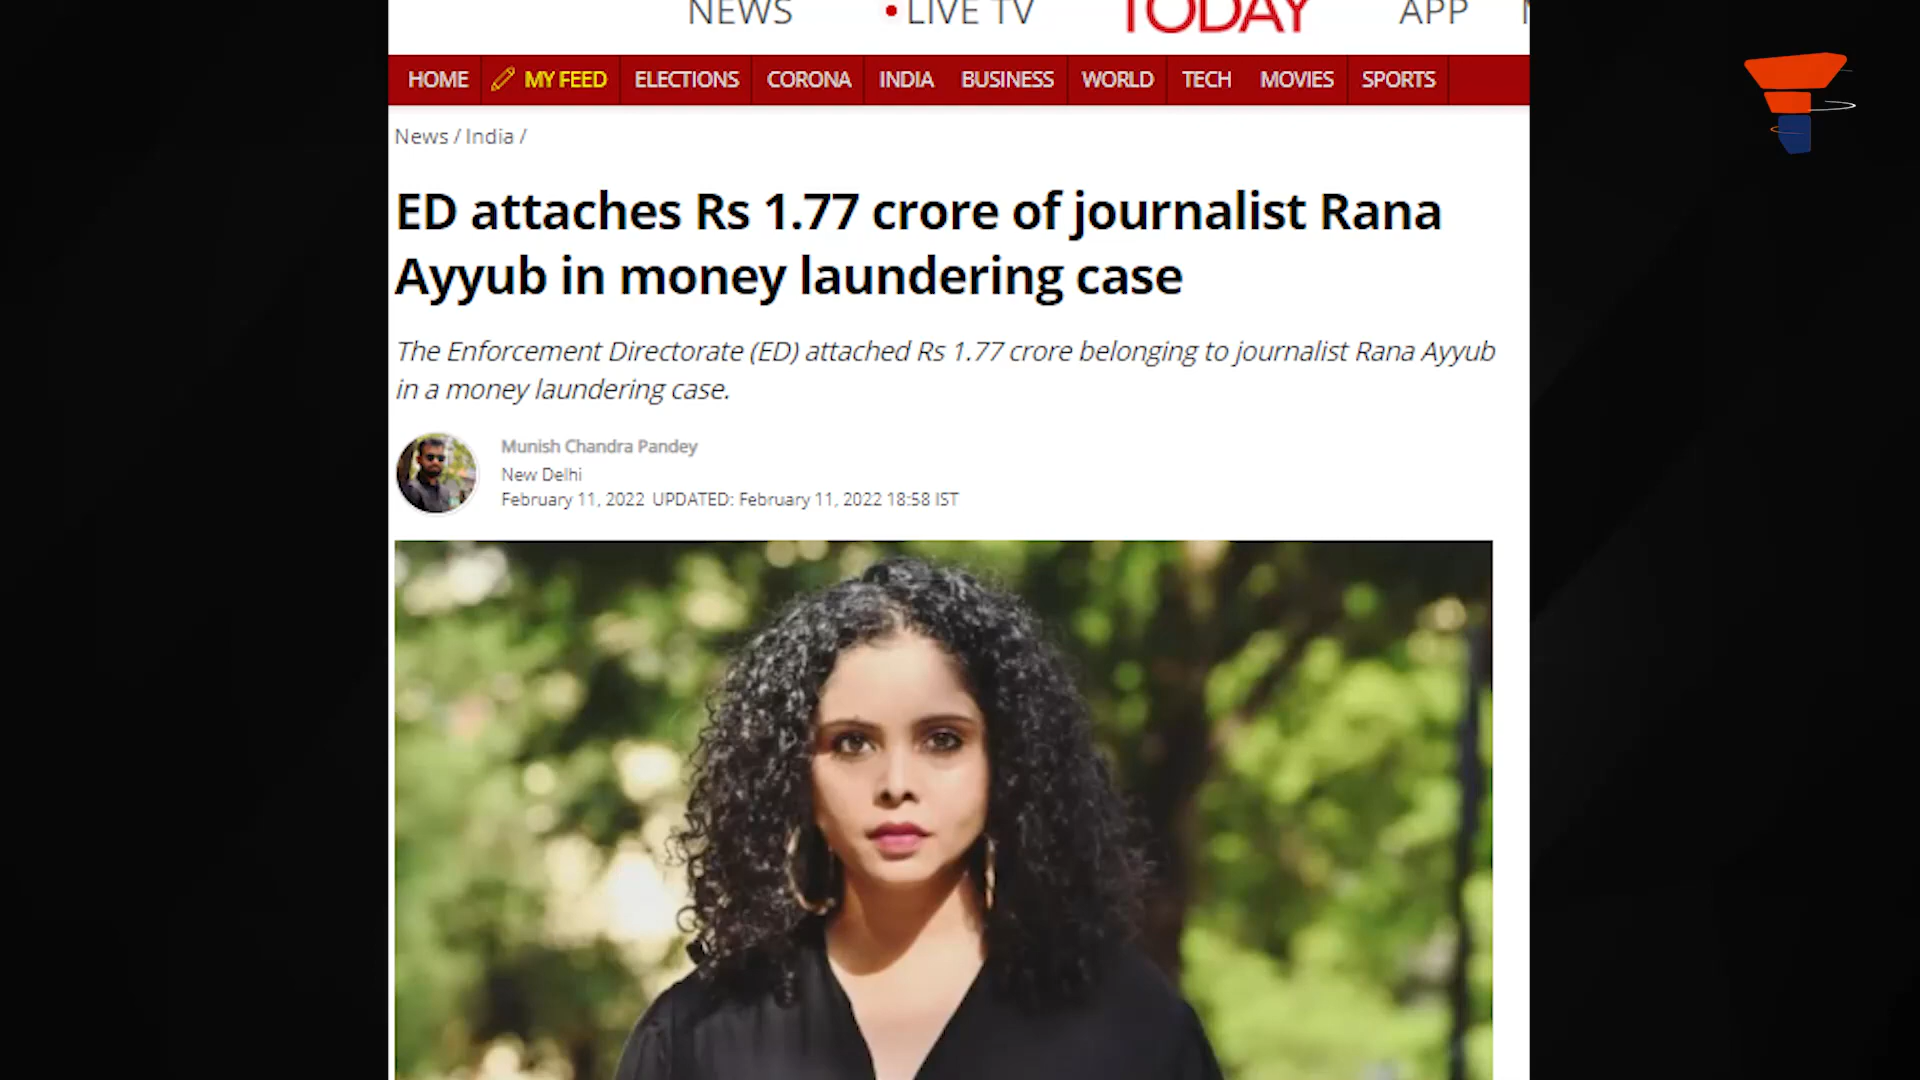 NEWS
LIVE TV
TODAY
APP
HOME
MY FEED
ELECTIONS
CORONA
INDIA
BUSINESS
WORLD
TECH
MOVIES
SPORTS
News / India /
ED attaches Rs 1.77 crore of journalist Rana
Ayyub in money laundering case
The Enforcement Directorate (ED) attached Rs 1.77 crore belonging to journalist Rana Ayyub
in a money laundering case.
Munish Chandra Pandey
New Delhi
February 11, 2022 UPDATED: February 11, 2022 18:58 IST